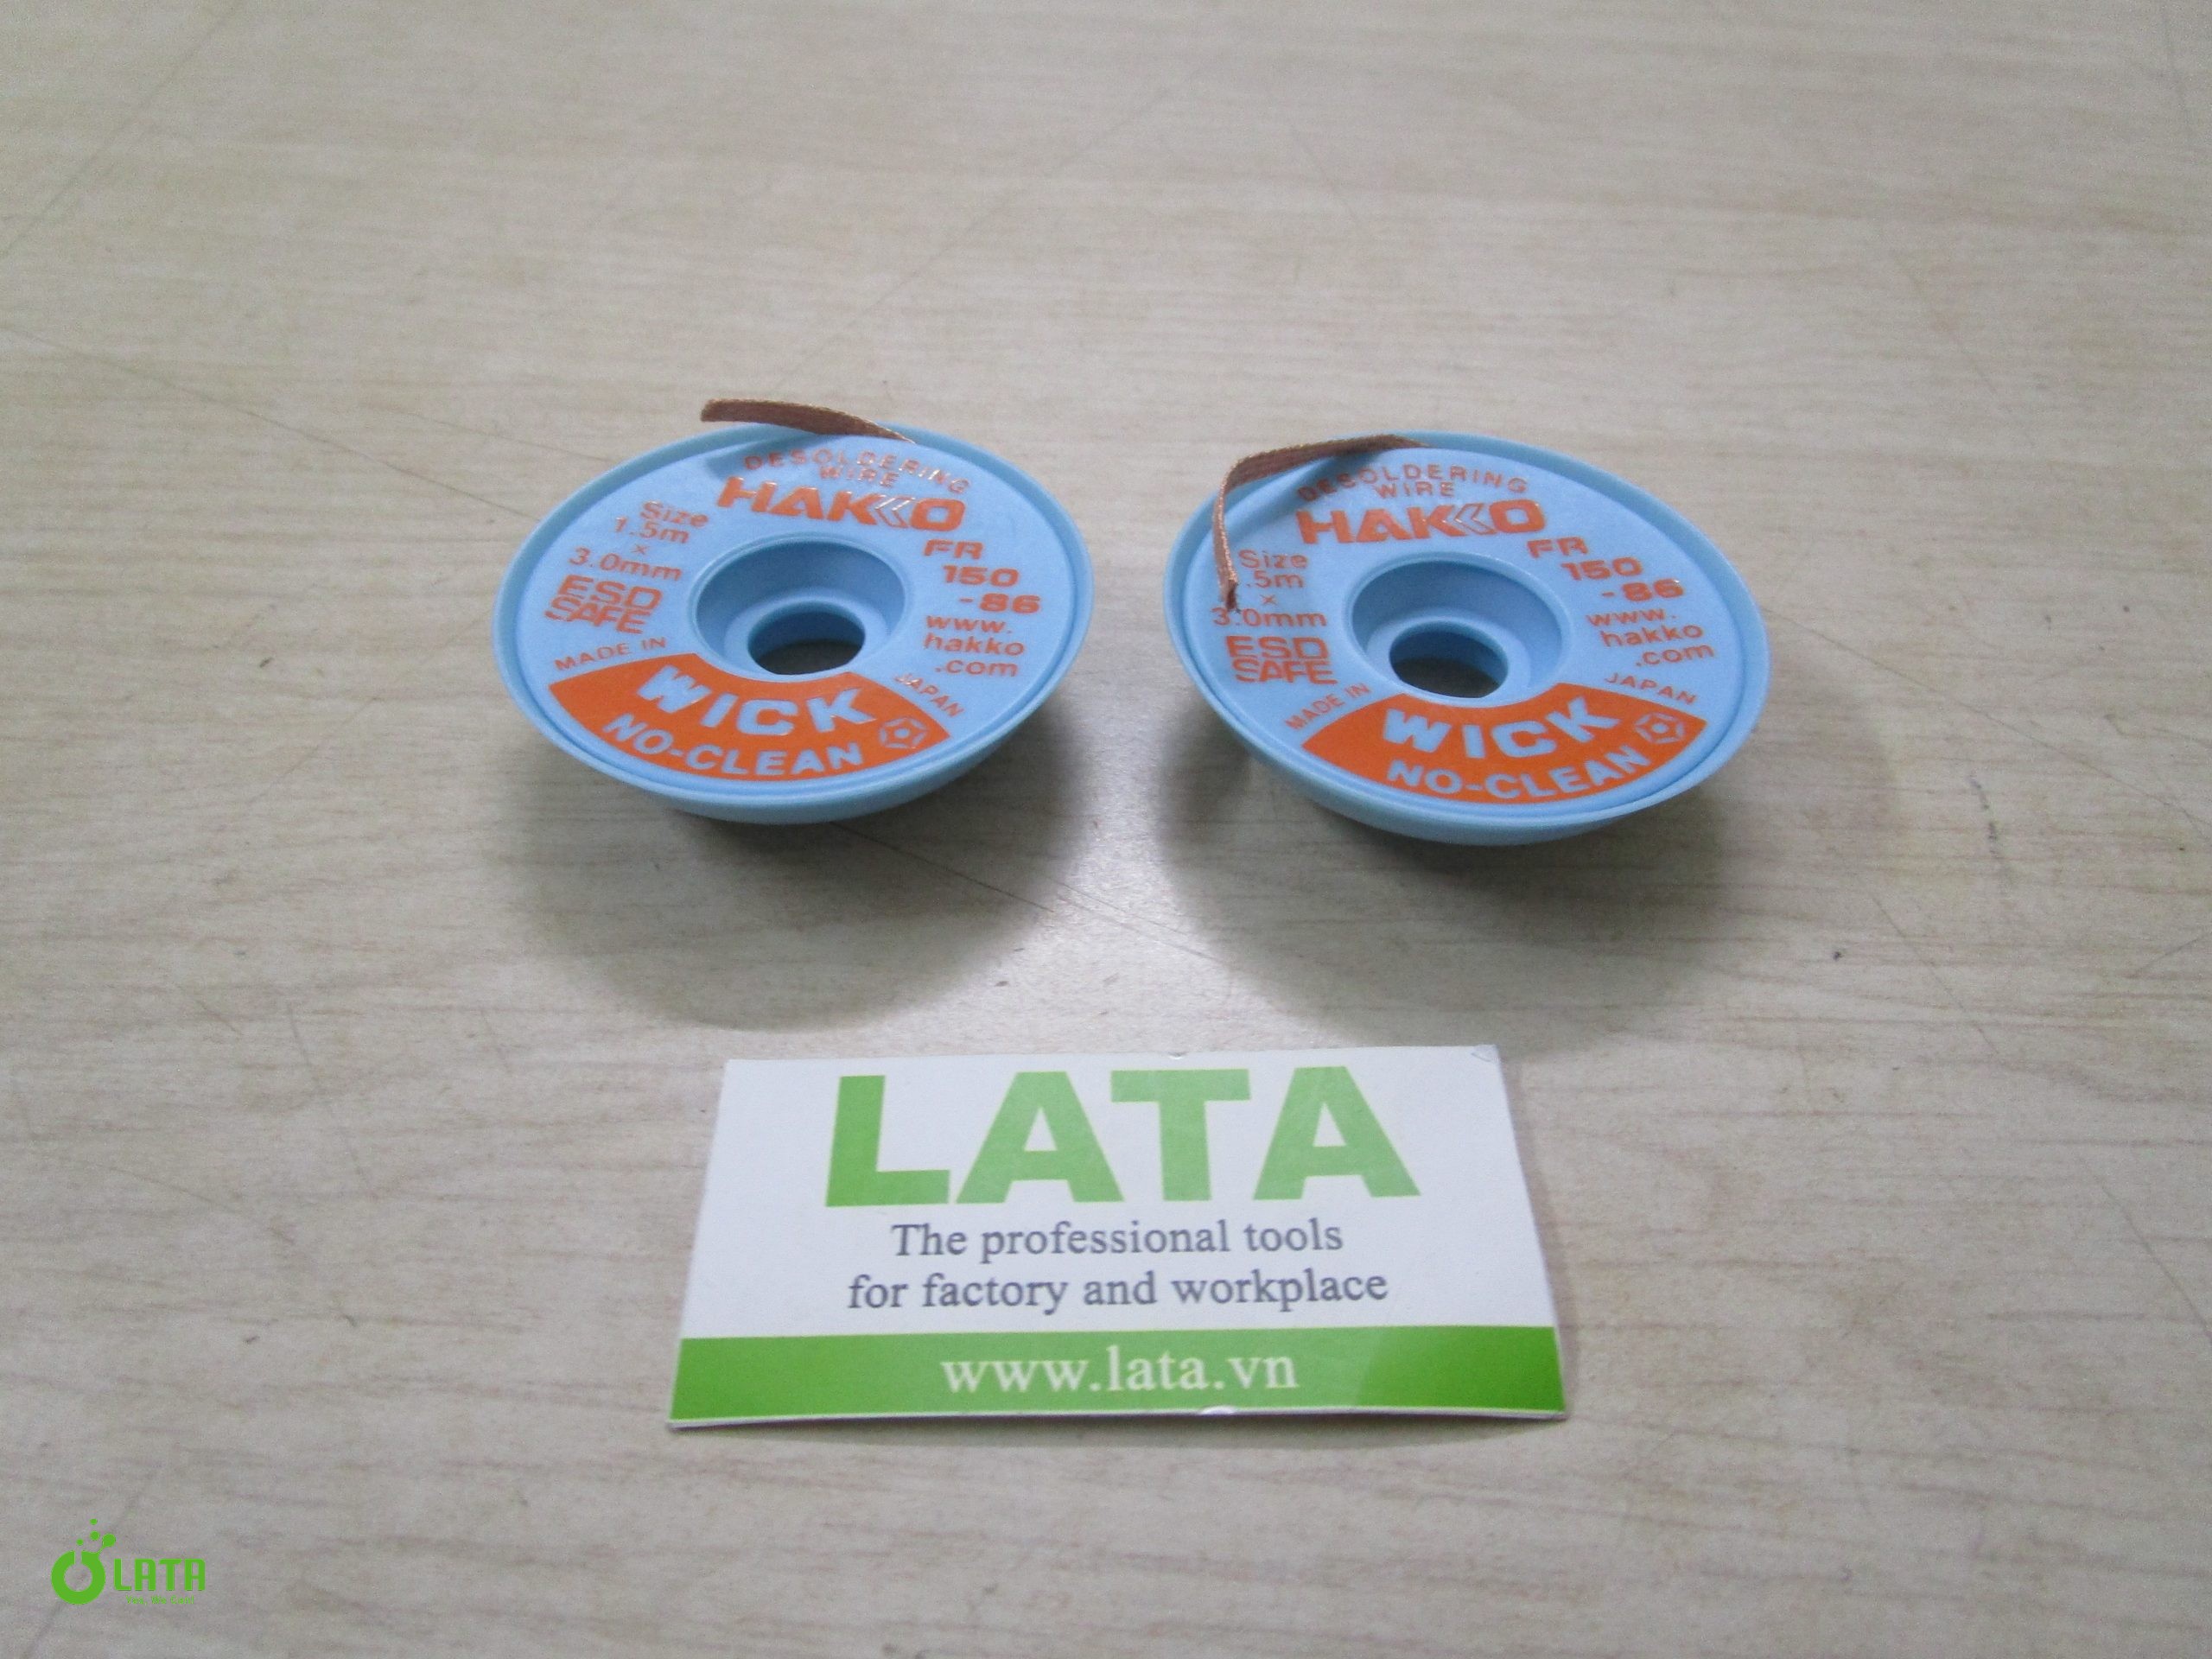 DESOLDERING
WIRE
HAKKO
Size
1.5m
×
3.0mm
ESD
SAFE
FR
150
-86
www.
hakko
.com
MADE IN
JAPAN
WICK
NO-CLEAN
DESOLDERING
WIRE
HAKKO
Size
.5m
×
3.0mm
ESD
SAFE
FR
150
-86
www.
hakko
.com
MADE IN
JAPAN
WICK
NO-CLEAN
LATA
The professional tools
for factory and workplace
www.lata.vn
LATA